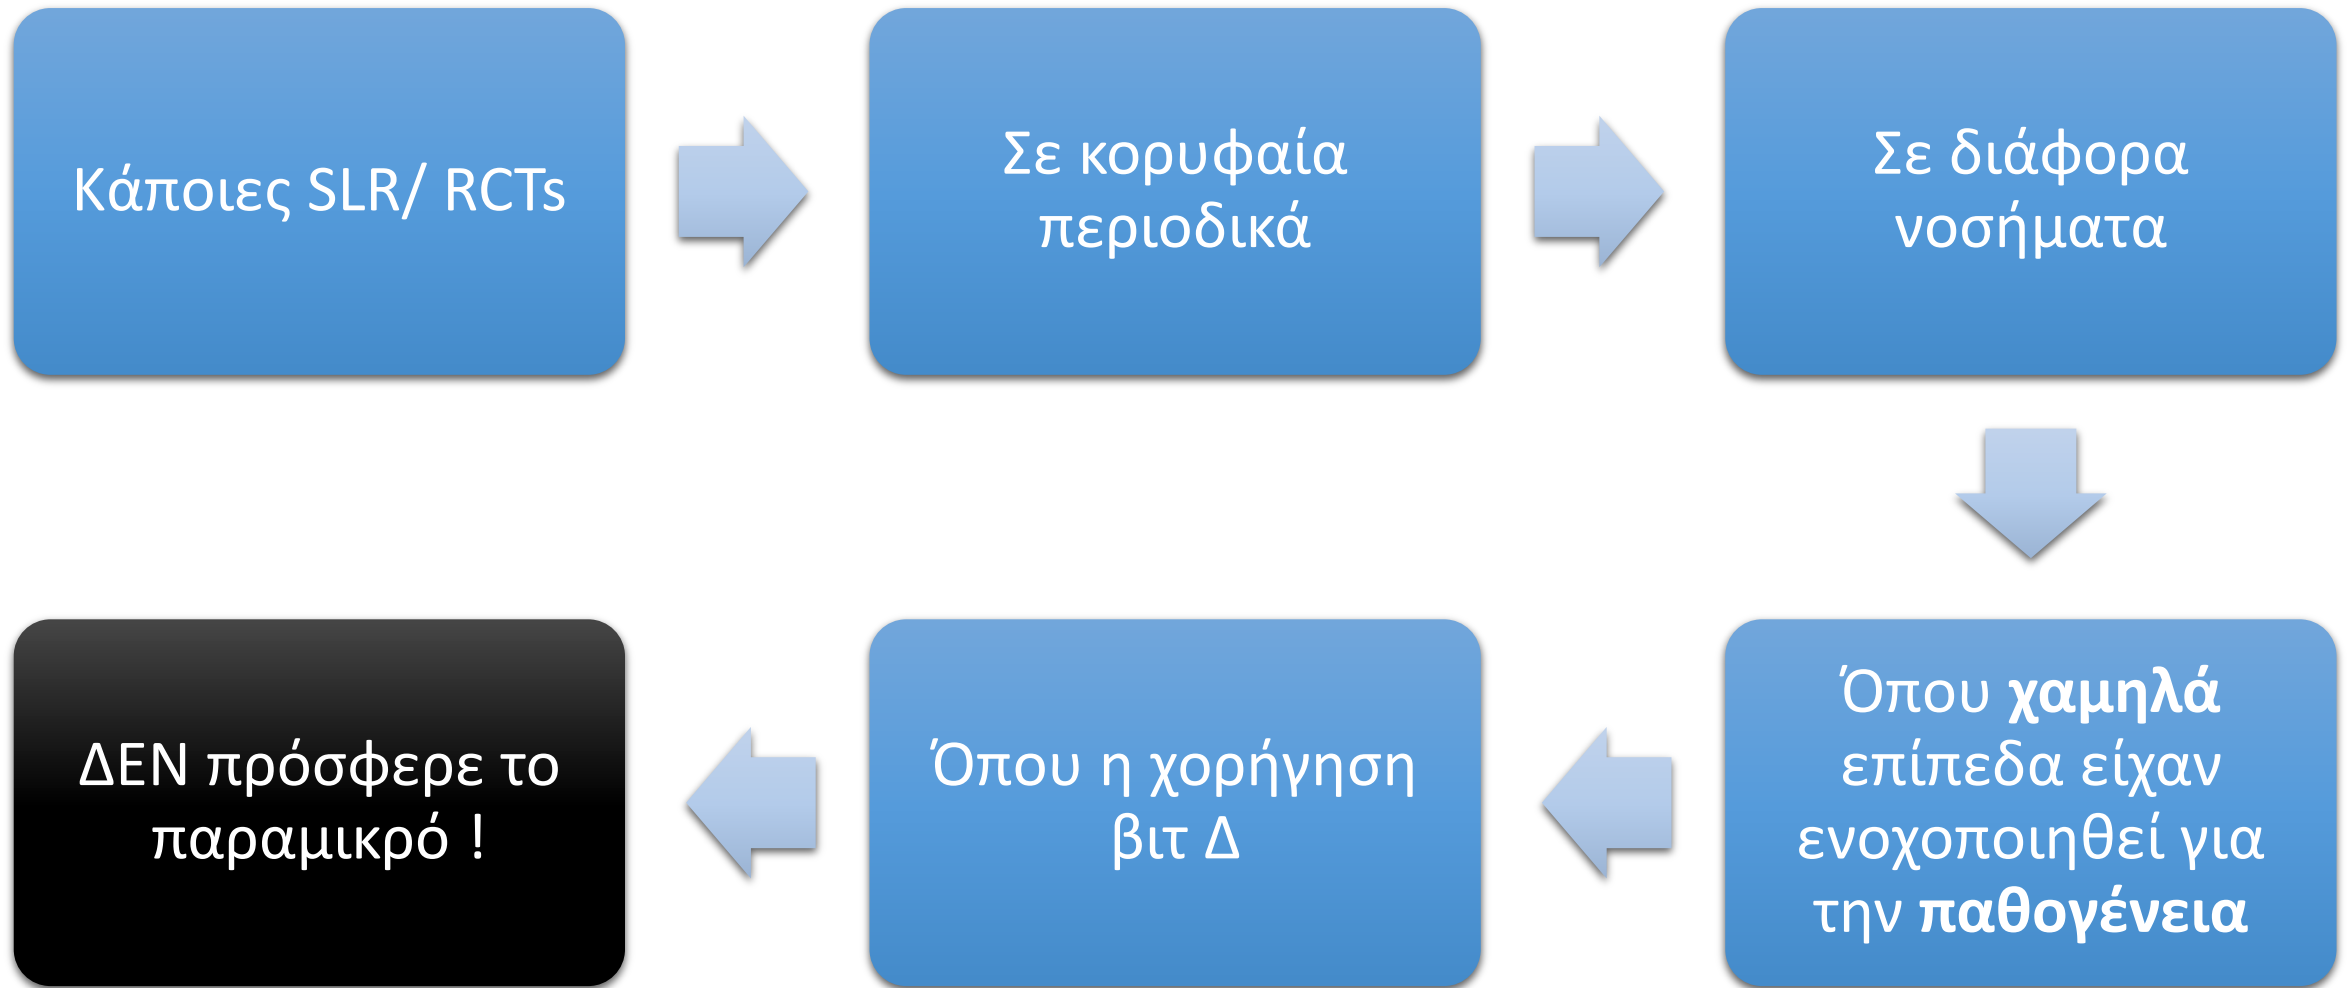 Κάποιες SLR/ RCTs
Σε κορυφαία
περιοδικά
Σε διάφορα
νοσήματα
Όπου χαμηλά
επίπεδα είχαν
ενοχοποιηθεί για
την παθογένεια
Όπου η χορήγηση
βιτ Δ
ΔΕΝ πρόσφερε το
παραμικρό !